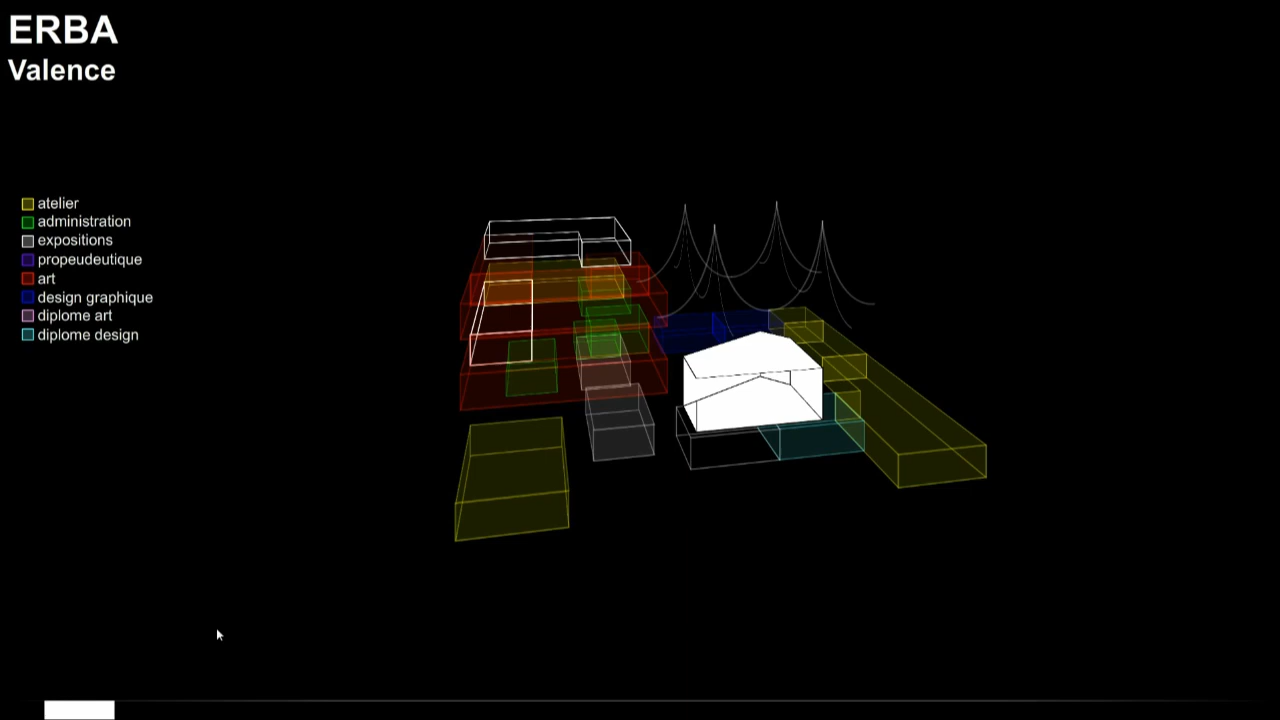 ERBA
Valence
atelier
administration
expositions
propeudeutique
art
design graphique
diplome art
diplome design